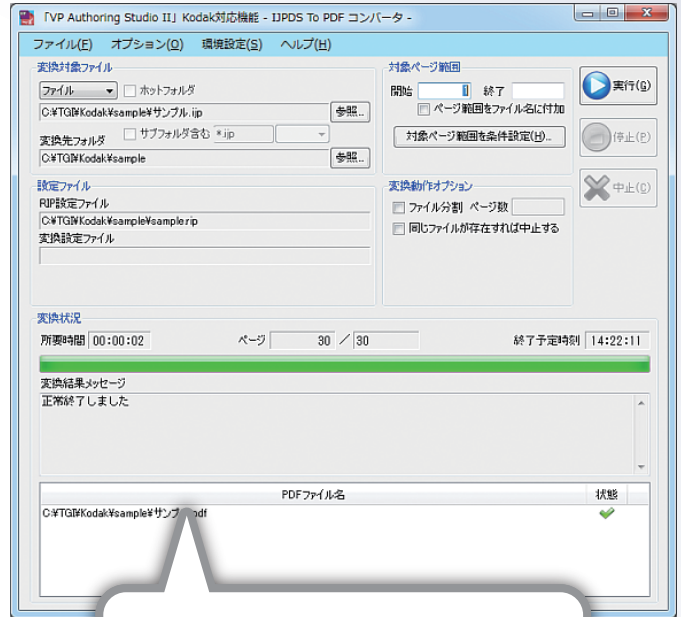 「VP Authoring Studio II」 Kodak対応機能 - IJPDS To PDF コンバータ -
ファイル(F) オプション(O) 環境設定(S) ヘルプ(H)
変換対象ファイル
ファイル ホットフォルダ
C:¥TGI¥Kodak¥sample¥サンプル.ijp 参照..
変換先フォルダ サブフォルダ含む *.ijp
C:¥TGI¥Kodak¥sample 参照..
対象ページ範囲
開始 1 終了
ページ範囲をファイル名に付加
対象ページ範囲を条件設定(H)..
実行(G)
停止(P)
中止(C)
設定ファイル
RIP設定ファイル
C:¥TGI¥Kodak¥sample¥sample.rip
変換設定ファイル
変換動作オプション
ファイル分割 ページ数
同じファイルが存在すれば中止する
変換状況
所要時間 00:00:02 ページ 30 / 30 終了予定時刻 14:22:11
変換結果メッセージ
正常終了しました
PDFファイル名 状態
C:¥TGI¥Kodak¥sample¥サンプ